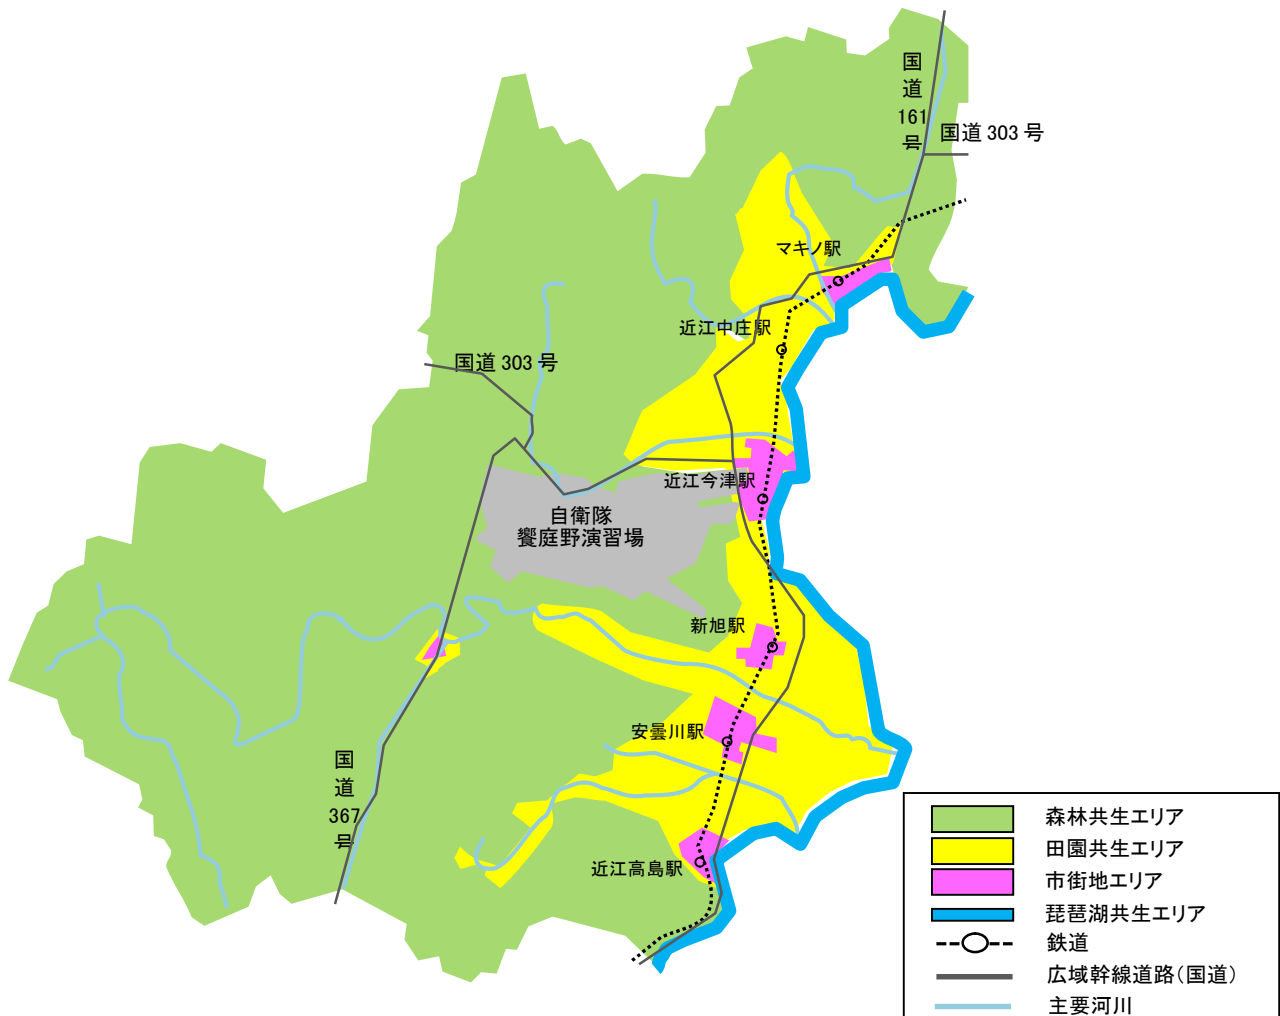 国
道
161
号
国道 303 号
マキノ駅
近江中庄駅
国道 303 号
近江今津駅
自衛隊
饗庭野演習場
新旭駅
安曇川駅
国
道
367
号
近江高島駅
森林共生エリア
田園共生エリア
市街地エリア
琵琶湖共生エリア
鉄道
広域幹線道路(国道)
主要河川